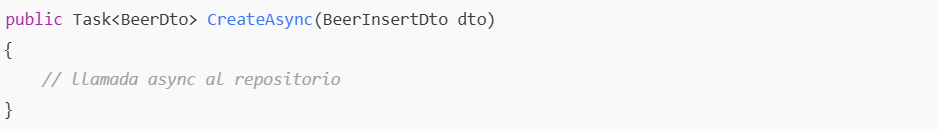 public Task<BeerDto> CreateAsync(BeerInsertDto dto)
{
    // llamada async al repositorio
}